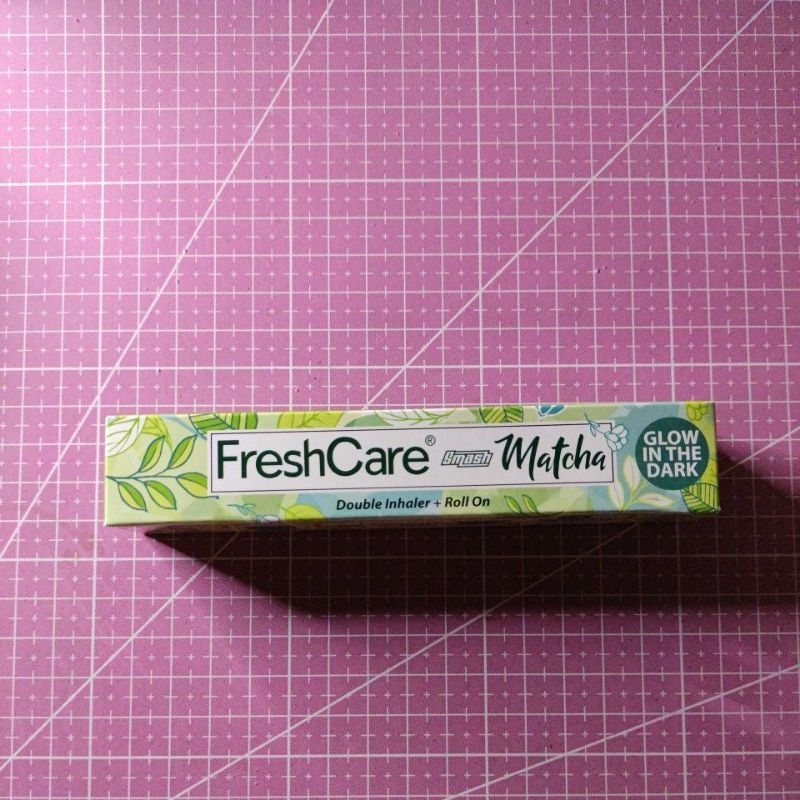 FreshCare® Smash Matcha
Double Inhaler + Roll On
GLOW
IN THE
DARK